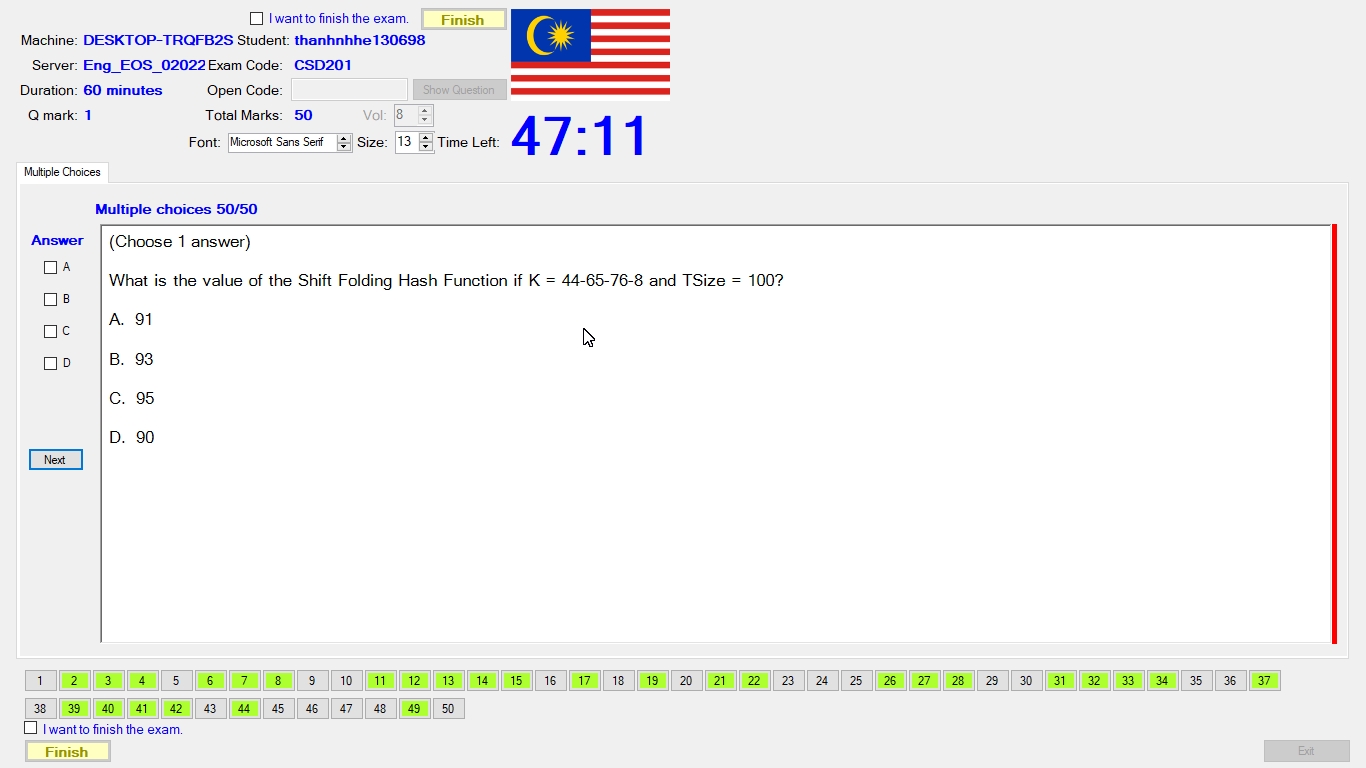 I want to finish the exam. Finish
Machine: DESKTOP-TRQFB2S Student: thanhnhhe130698
Server: Eng_EOS_02022 Exam Code: CSD201
Duration: 60 minutes Open Code: Show Question
Q mark: 1 Total Marks: 50 Vol: 8
Font: Microsoft Sans Serif Size: 13 Time Left: 47:11
Multiple Choices
Multiple choices 50/50
Answer
A
B
C
D
Next
(Choose 1 answer)
What is the value of the Shift Folding Hash Function if K = 44-65-76-8 and TSize = 100?
A. 91
B. 93
C. 95
D. 90
1 2 3 4 5 6 7 8 9 10 11 12 13 14 15 16 17 18 19 20 21 22 23 24 25 26 27 28 29 30 31 32 33 34 35 36 37
38 39 40 41 42 43 44 45 46 47 48 49 50
I want to finish the exam.
Finish
Exit